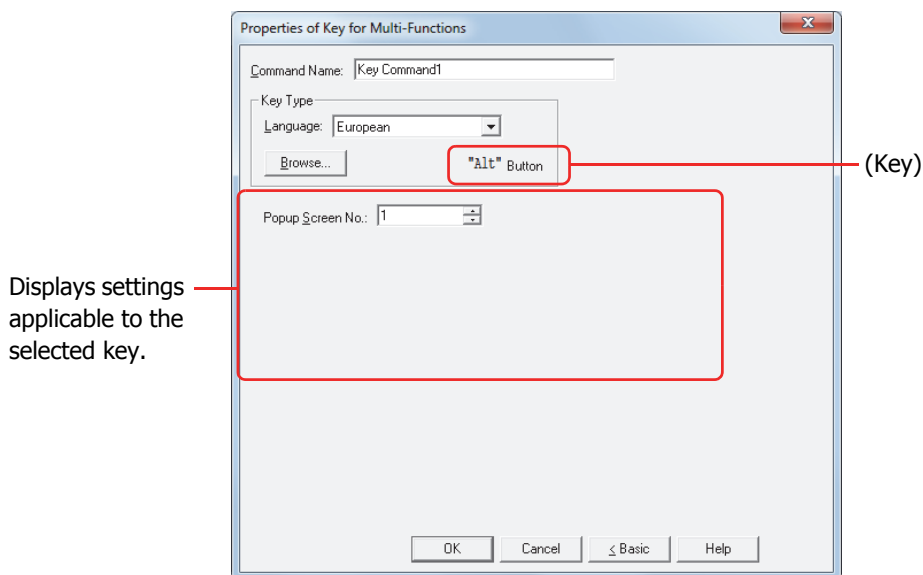 Properties of Key for Multi-Functions
x
Command Name: Key Command1
Key Type
Language: European
Browse... "Alt" Button
(Key)
Popup Screen No.: 1
Displays settings
applicable to the
selected key.
OK Cancel < Basic Help